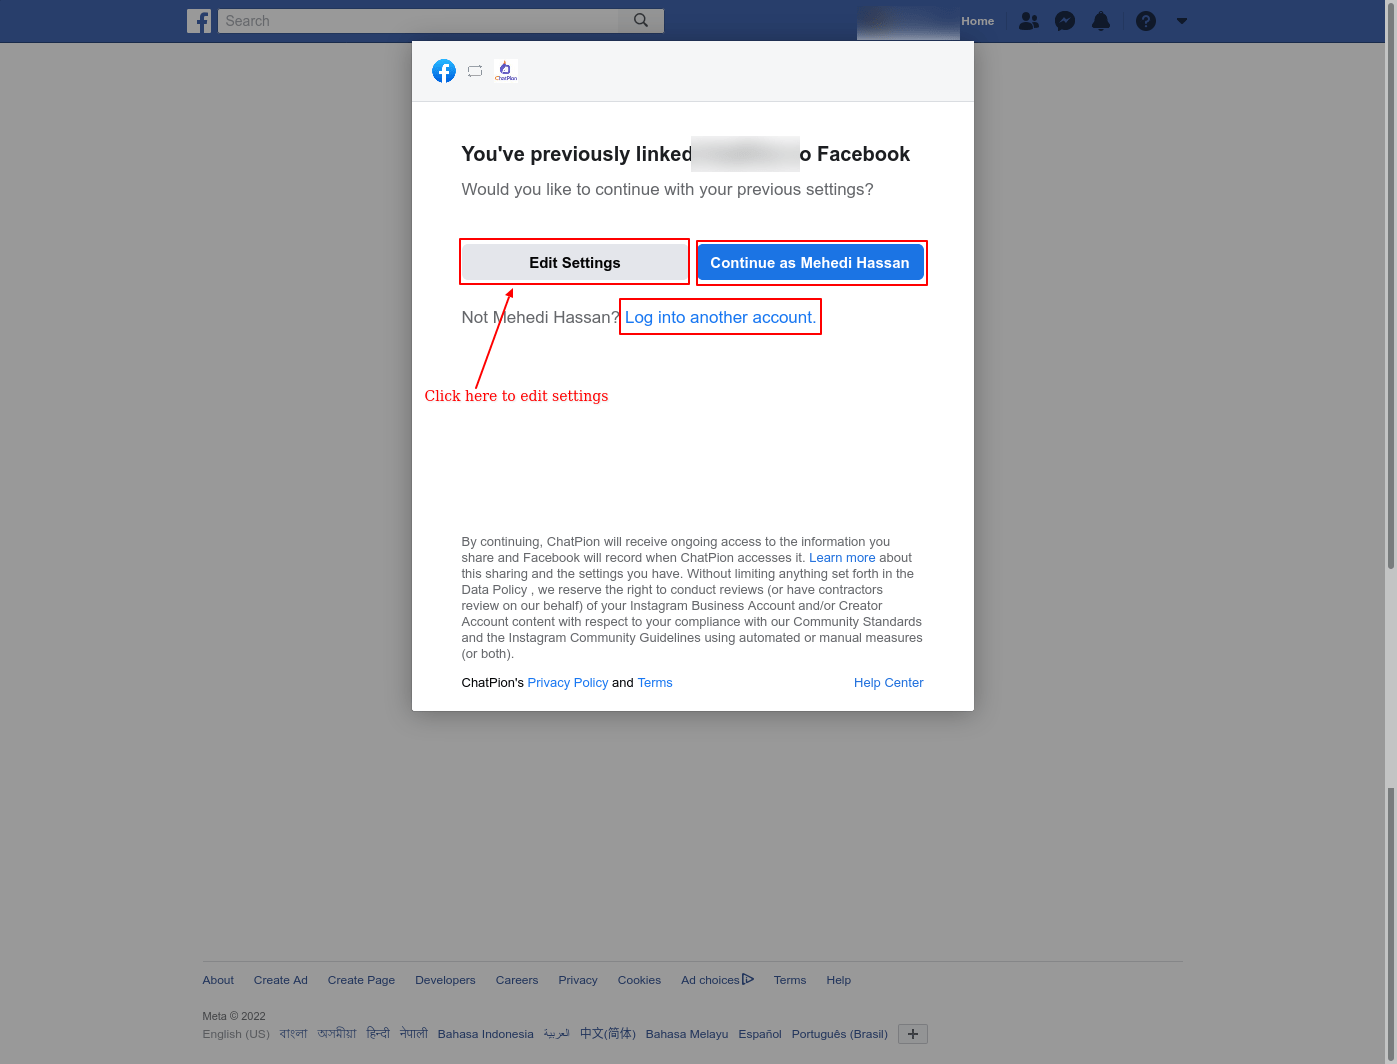 Search
Home
ChatPion
You've previously linked o Facebook
Would you like to continue with your previous settings?
Edit Settings
Continue as Mehedi Hassan
Not Mehedi Hassan? Log into another account.
Click here to edit settings
By continuing, ChatPion will receive ongoing access to the information you
share and Facebook will record when ChatPion accesses it. Learn more about
this sharing and the settings you have. Without limiting anything set forth in the
Data Policy , we reserve the right to conduct reviews (or have contractors
review on our behalf) of your Instagram Business Account and/or Creator
Account content with respect to your compliance with our Community Standards
and the Instagram Community Guidelines using automated or manual measures
(or both).
ChatPion's Privacy Policy and Terms
Help Center
About Create Ad Create Page Developers Careers Privacy Cookies Ad choices Terms Help
Meta © 2022
English (US) বাংলা অসমীয়া हिन्दी नेपाली Bahasa Indonesia العربية 中文(简体) Bahasa Melayu Español Português (Brasil)